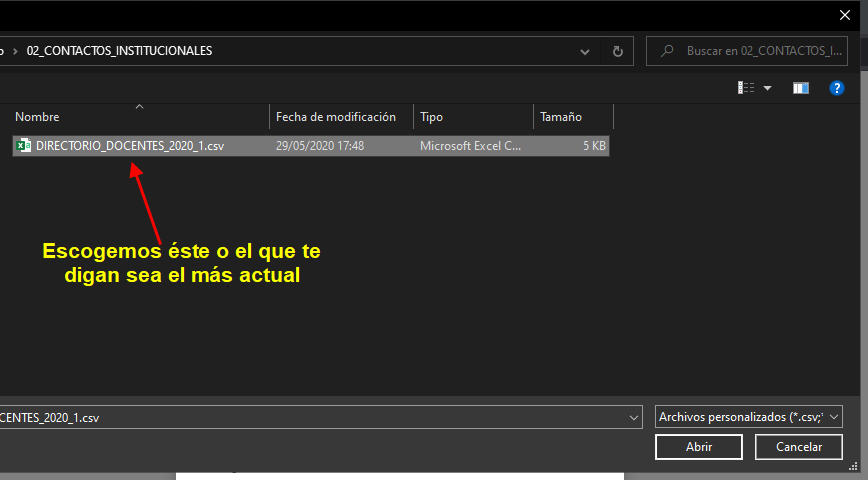 02_CONTACTOS_INSTITUCIONALES
Buscar en 02_CONTACTOS_I...
Nombre Fecha de modificación Tipo Tamaño
DIRECTORIO_DOCENTES_2020_1.csv 29/05/2020 17:48 Microsoft Excel C... 5 KB
Escogemos éste o el que te
digan sea el más actual
CENTES_2020_1.csv
Archivos personalizados (*.csv;
Abrir Cancelar